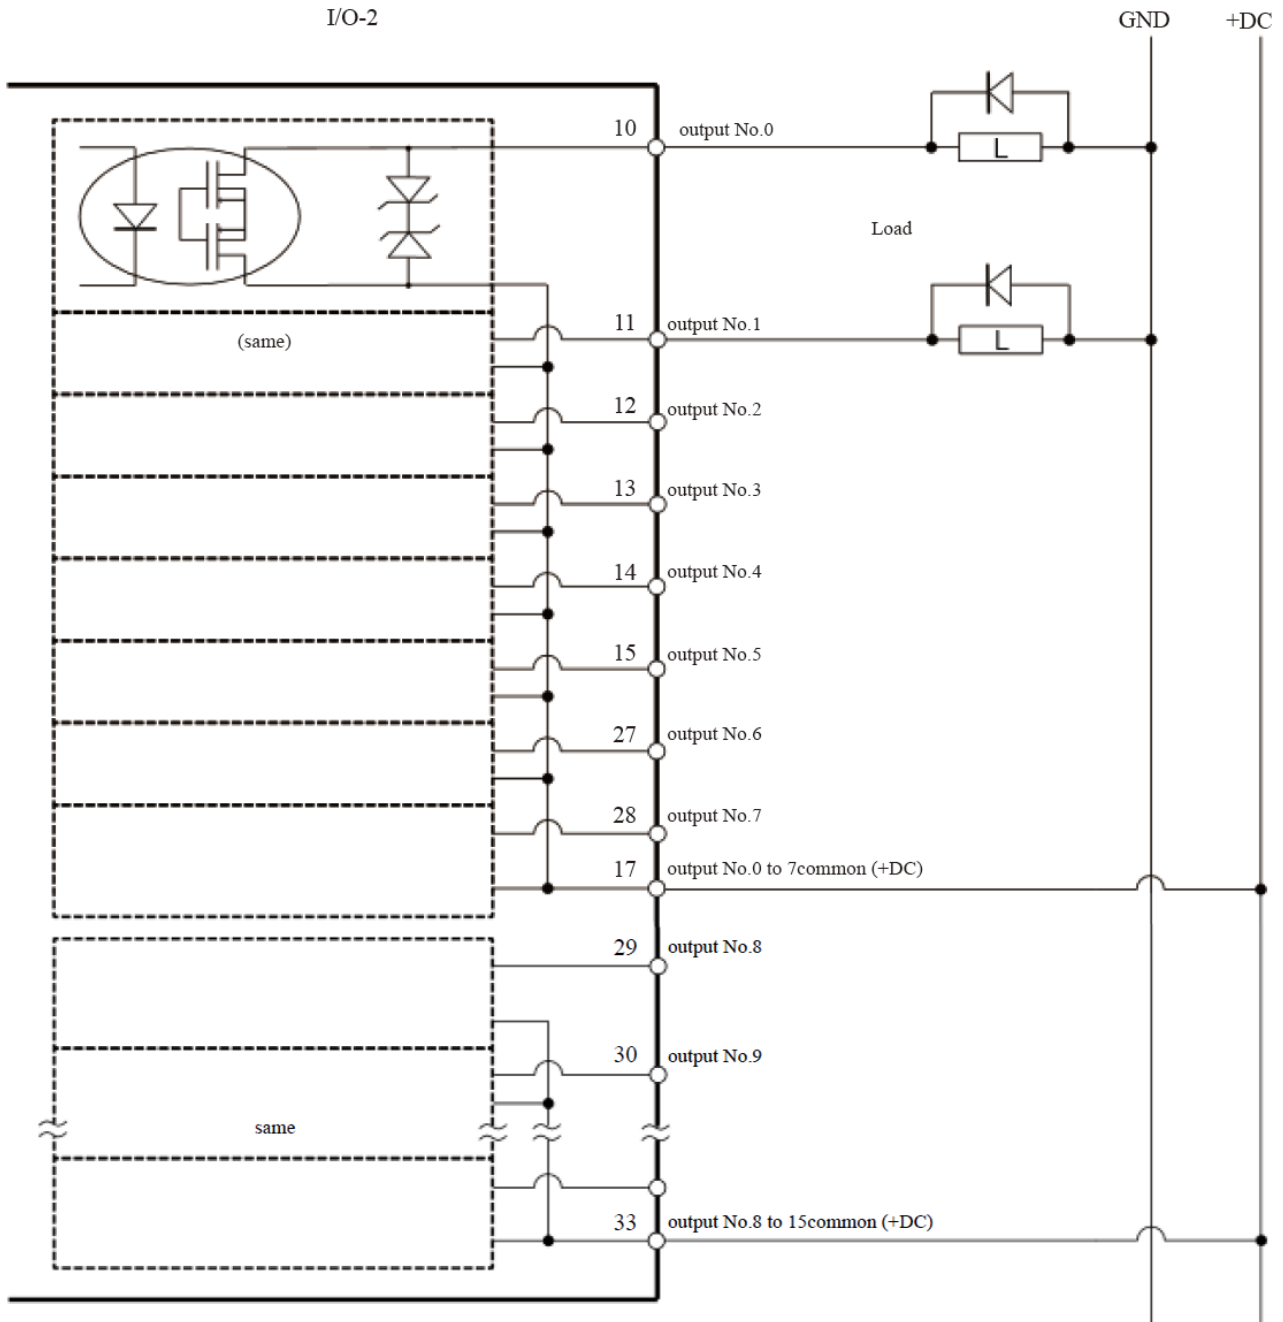 I/O-2
GND
+DC
10
output No.0
L
Load
(same)
11
output No.1
L
12
output No.2
13
output No.3
14
output No.4
15
output No.5
27
output No.6
28
output No.7
17
output No.0 to 7common (+DC)
29
output No.8
30
output No.9
same
33
output No.8 to 15common (+DC)